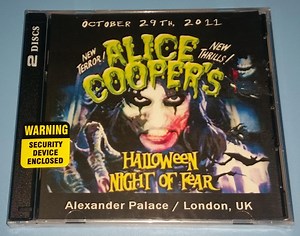 OCTOBER 29TH, 2011
NEW TERROR!
NEW THRILLS!
ALICE
COOPER'S
HALLOWEEN
NIGHT OF FEAR
Alexander Palace / London, UK
2 DISCS
WARNING
SECURITY
DEVICE
ENCLOSED